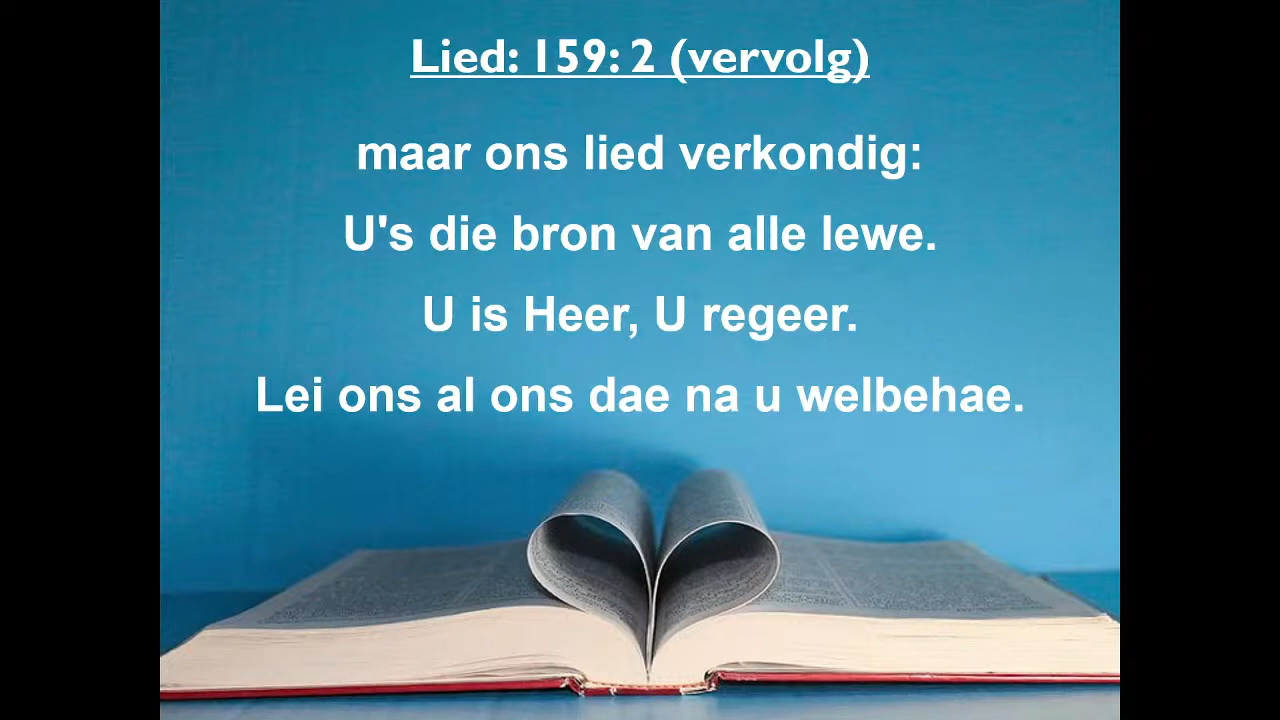 Lied: 159: 2 (vervolg)
maar ons lied verkondig:
U's die bron van alle lewe.
U is Heer, U regeer.
Lei ons al ons dae na u welbehae.